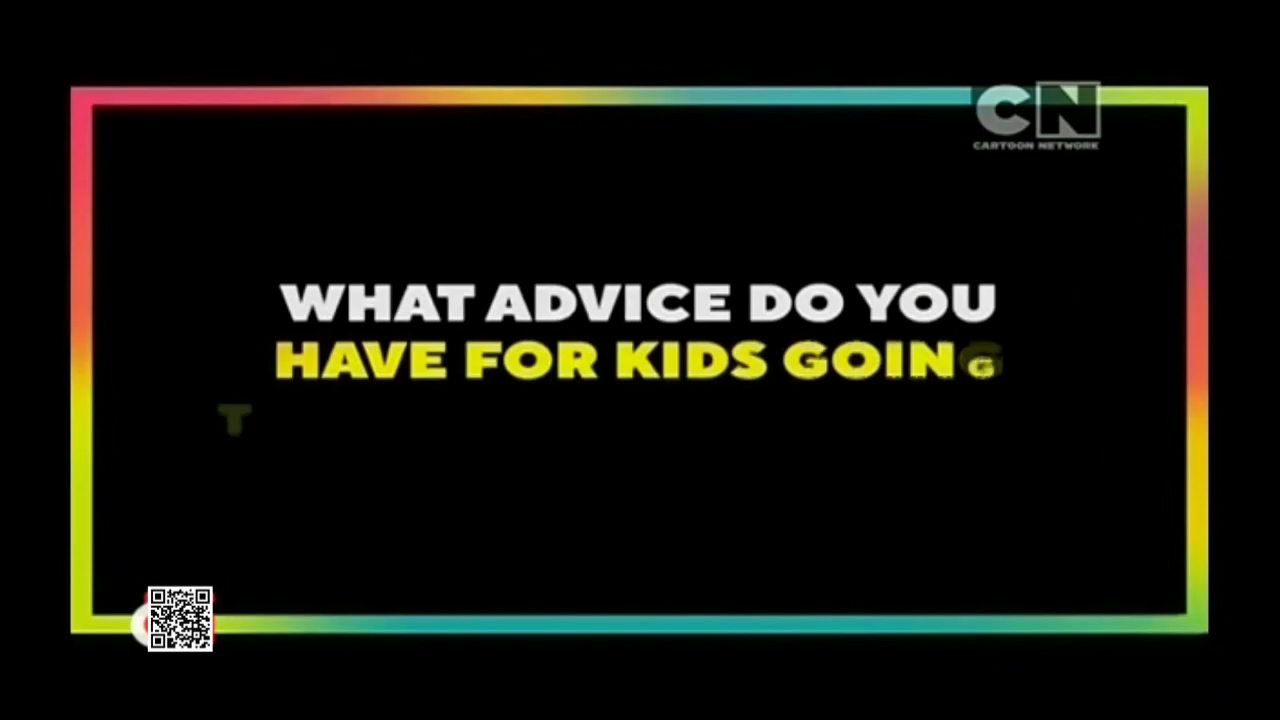 CN
CARTOON NETWORK
WHAT ADVICE DO YOU
HAVE FOR KIDS GOING
T